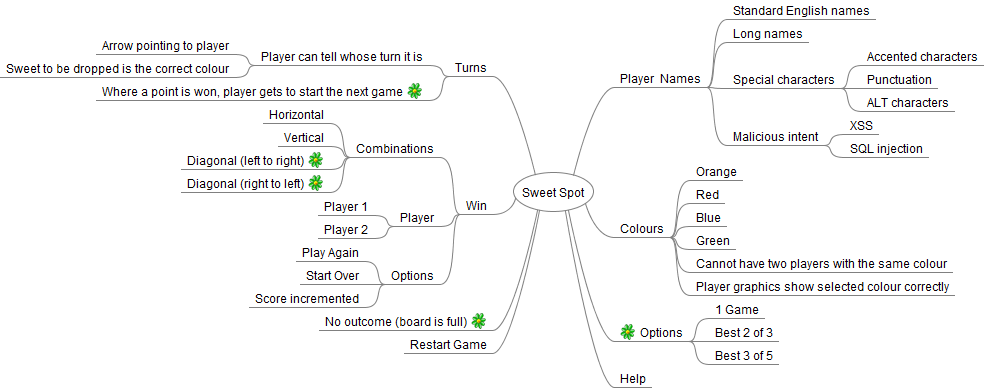 Sweet Spot
Player Names
Standard English names
Long names
Special characters
Accented characters
Punctuation
ALT characters
Malicious intent
XSS
SQL injection
Colours
Orange
Red
Blue
Green
Cannot have two players with the same colour
Player graphics show selected colour correctly
Options
1 Game
Best 2 of 3
Best 3 of 5
Help
Turns
Player can tell whose turn it is
Arrow pointing to player
Sweet to be dropped is the correct colour
Where a point is won, player gets to start the next game
Win
Combinations
Horizontal
Vertical
Diagonal (left to right)
Diagonal (right to left)
Player
Player 1
Player 2
Options
Play Again
Start Over
Score incremented
No outcome (board is full)
Restart Game